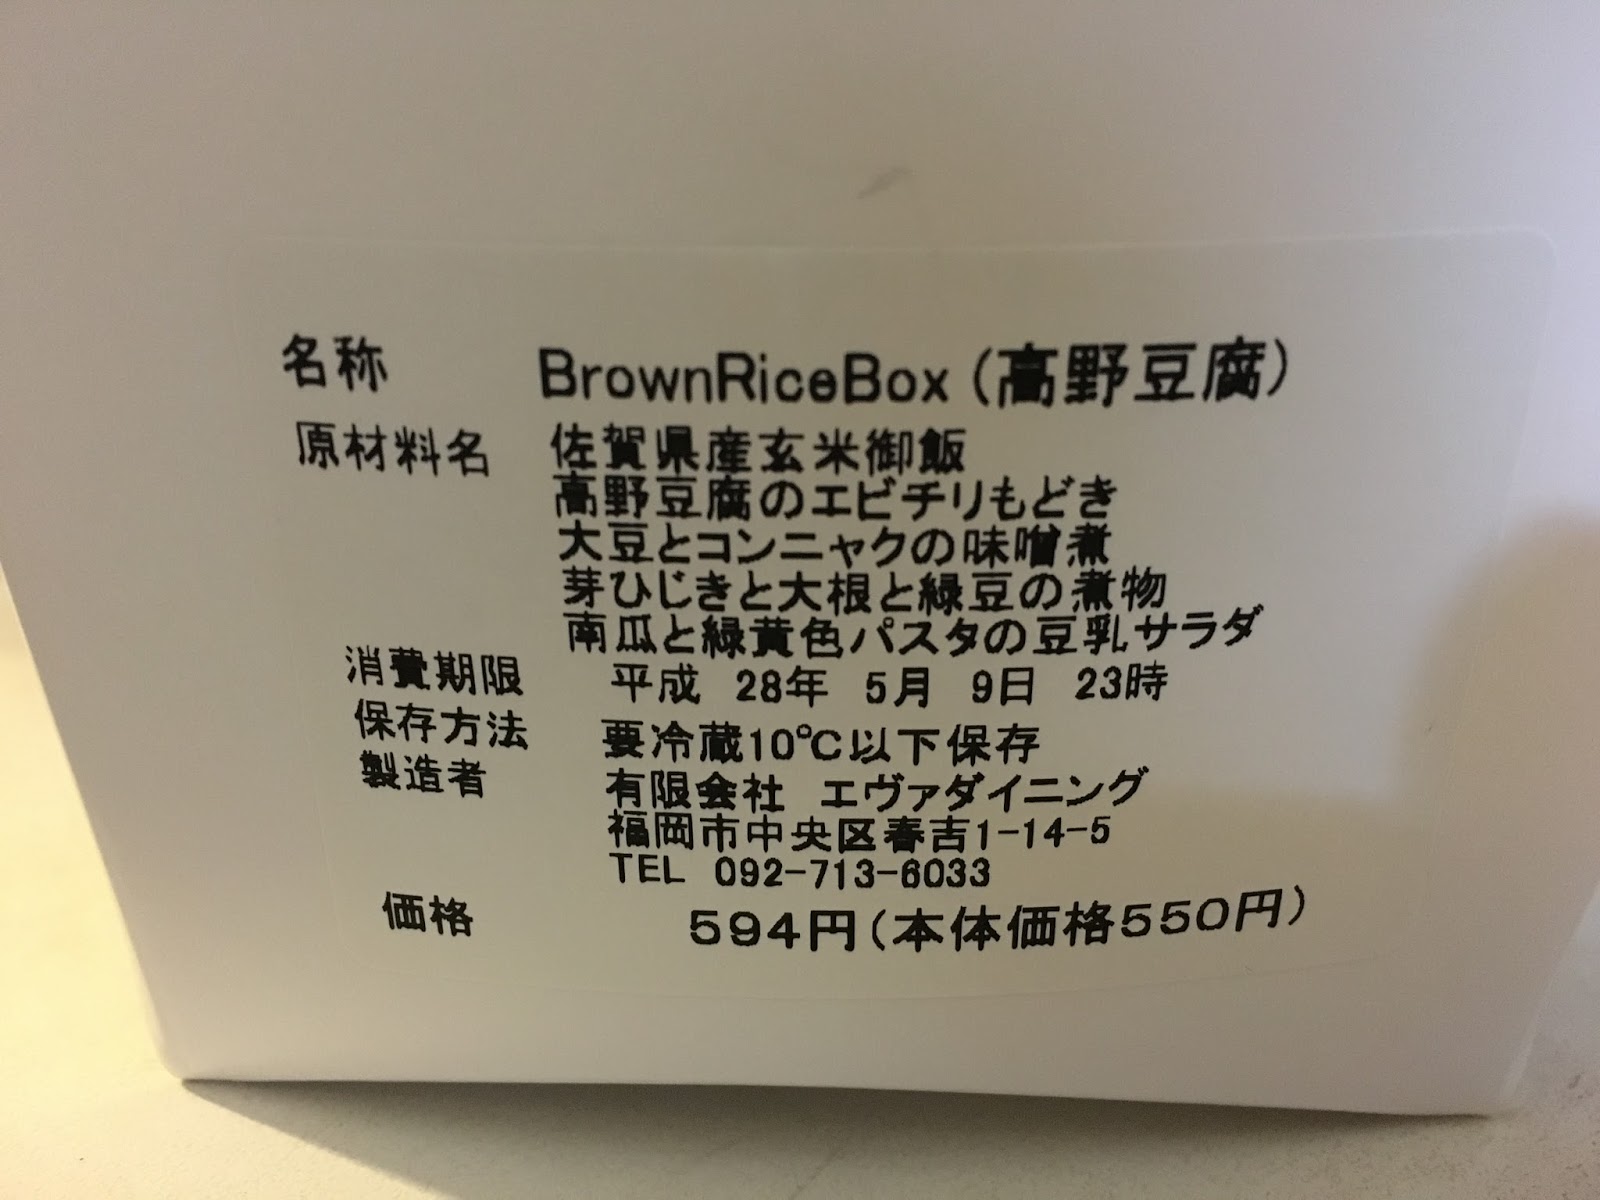 名称 BrownRiceBox(高野豆腐)
原材料名 佐賀県産玄米御飯
高野豆腐のエビチリもどき
大豆とコンニャクの味噌煮
芽ひじきと大根と緑豆の煮物
南瓜と緑黄色パスタの豆乳サラダ
消費期限 平成 28年 5月 9日 23時
保存方法 要冷蔵10℃以下保存
製造者 有限会社 エヴァダイニング
福岡市中央区春吉1-14-5
TEL 092-713-6033
価格 594円(本体価格550円)